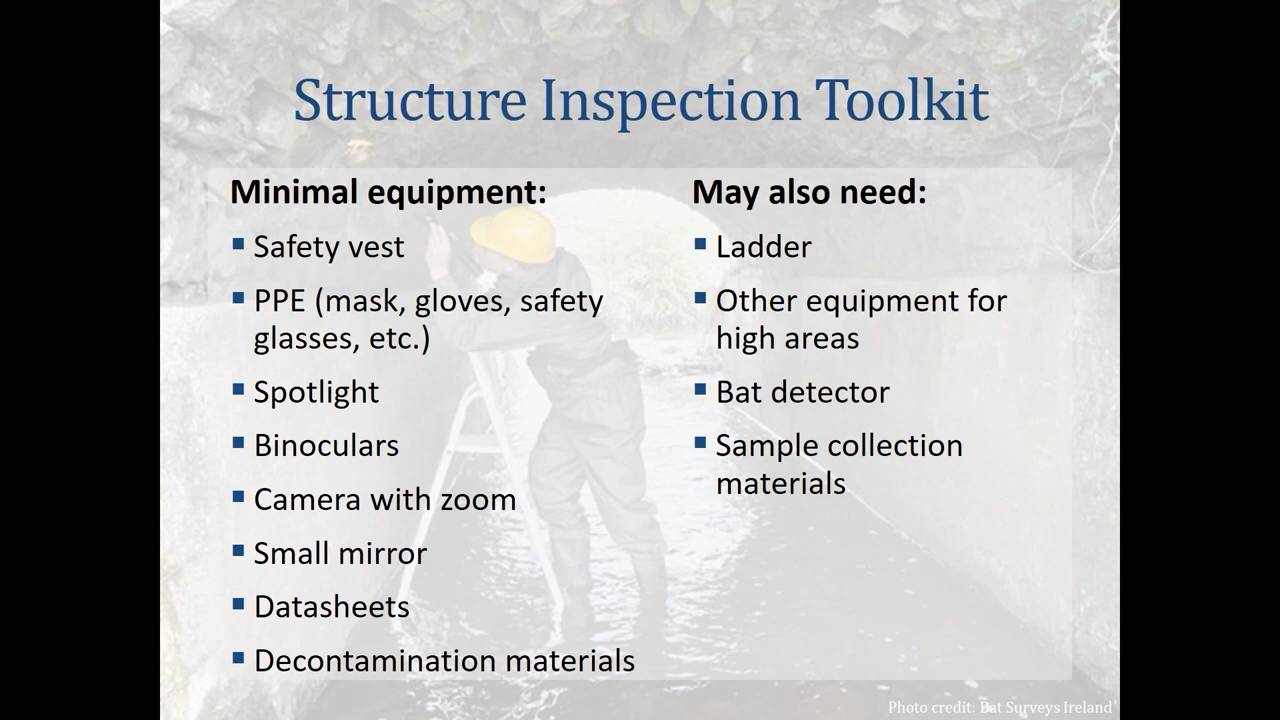 Structure Inspection Toolkit
Minimal equipment:
Safety vest
PPE (mask, gloves, safety
glasses, etc.)
Spotlight
Binoculars
Camera with zoom
Small mirror
Datasheets
Decontamination materials
May also need:
Ladder
Other equipment for
high areas
Bat detector
Sample collection
materials
Photo credit: Bat Surveys Ireland